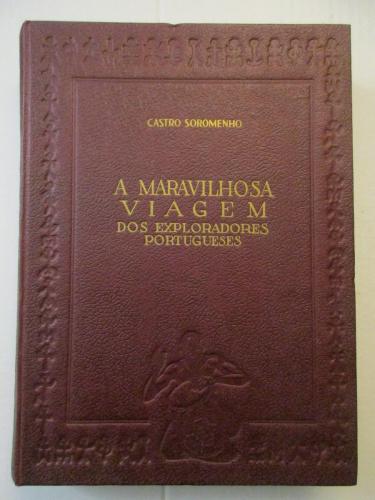 CASTRO SOROMENHO
A MARAVILHOSA
VIAGEM
DOS EXPLORADORES
PORTUGUESES